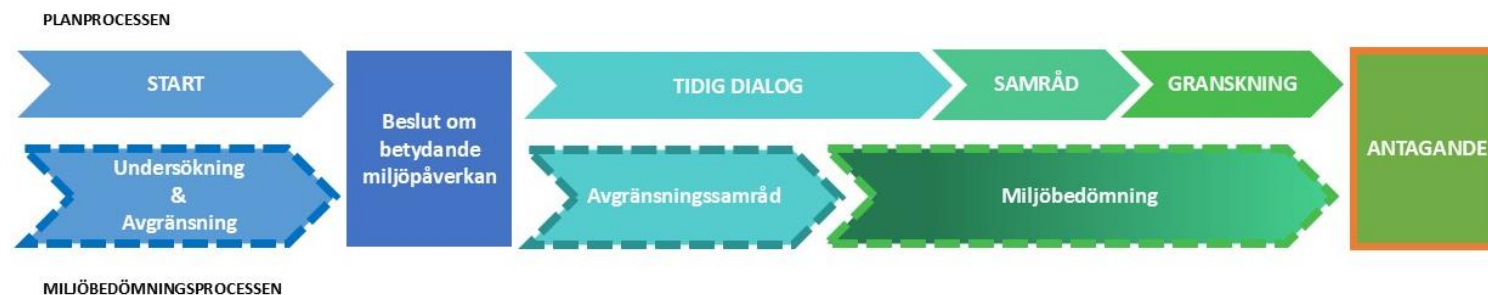 PLANPROCESSEN
START
TIDIG DIALOG
SAMRÅD
GRANSKNING
Beslut om
betydande
miljöpåverkan
ANTAGANDE
Undersökning
&
Avgränsning
Avgränsningssamråd
Miljöbedömning
MILJÖBEDÖMNINGSPROCESSEN